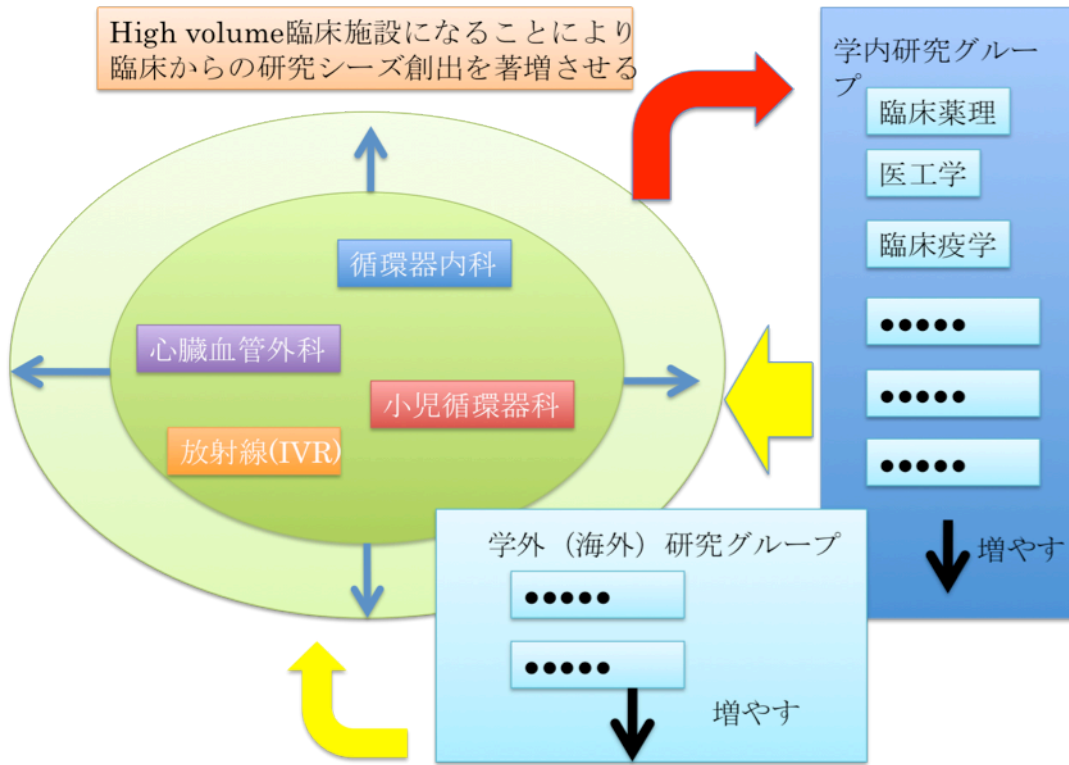 High volume臨床施設になることにより
臨床からの研究シーズ創出を著増させる
学内研究グルー
プ
臨床薬理
医工学
臨床疫学
●●●●●
●●●●●
●●●●●
増やす
循環器内科
心臓血管外科
小児循環器科
放射線(IVR)
学外（海外）研究グループ
●●●●●
●●●●●
増やす